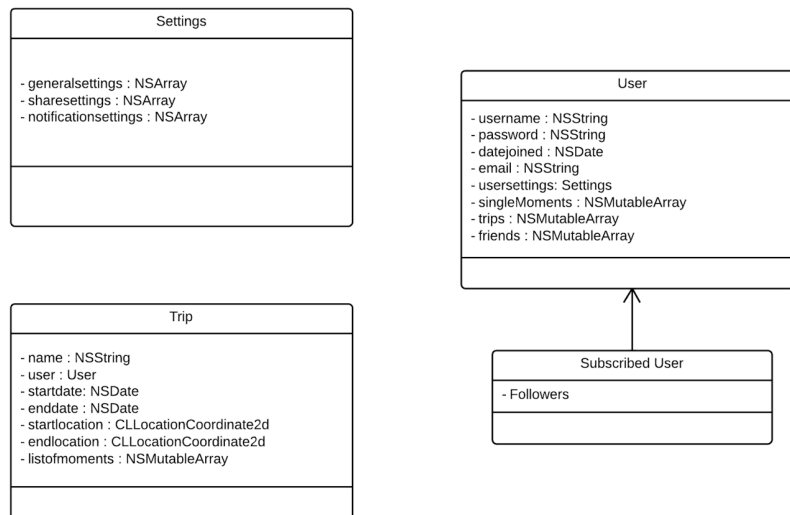 Settings
- generalsettings : NSArray
- sharesettings : NSArray
- notificationsettings : NSArray
User
- username : NSString
- password : NSString
- datejoined : NSDate
- email : NSString
- usersettings: Settings
- singleMoments : NSMutableArray
- trips : NSMutableArray
- friends : NSMutableArray
Trip
- name : NSString
- user : User
- startdate: NSDate
- enddate : NSDate
- startlocation : CLLocationCoordinate2d
- endlocation : CLLocationCoordinate2d
- listofmoments : NSMutableArray
Subscribed User
- Followers